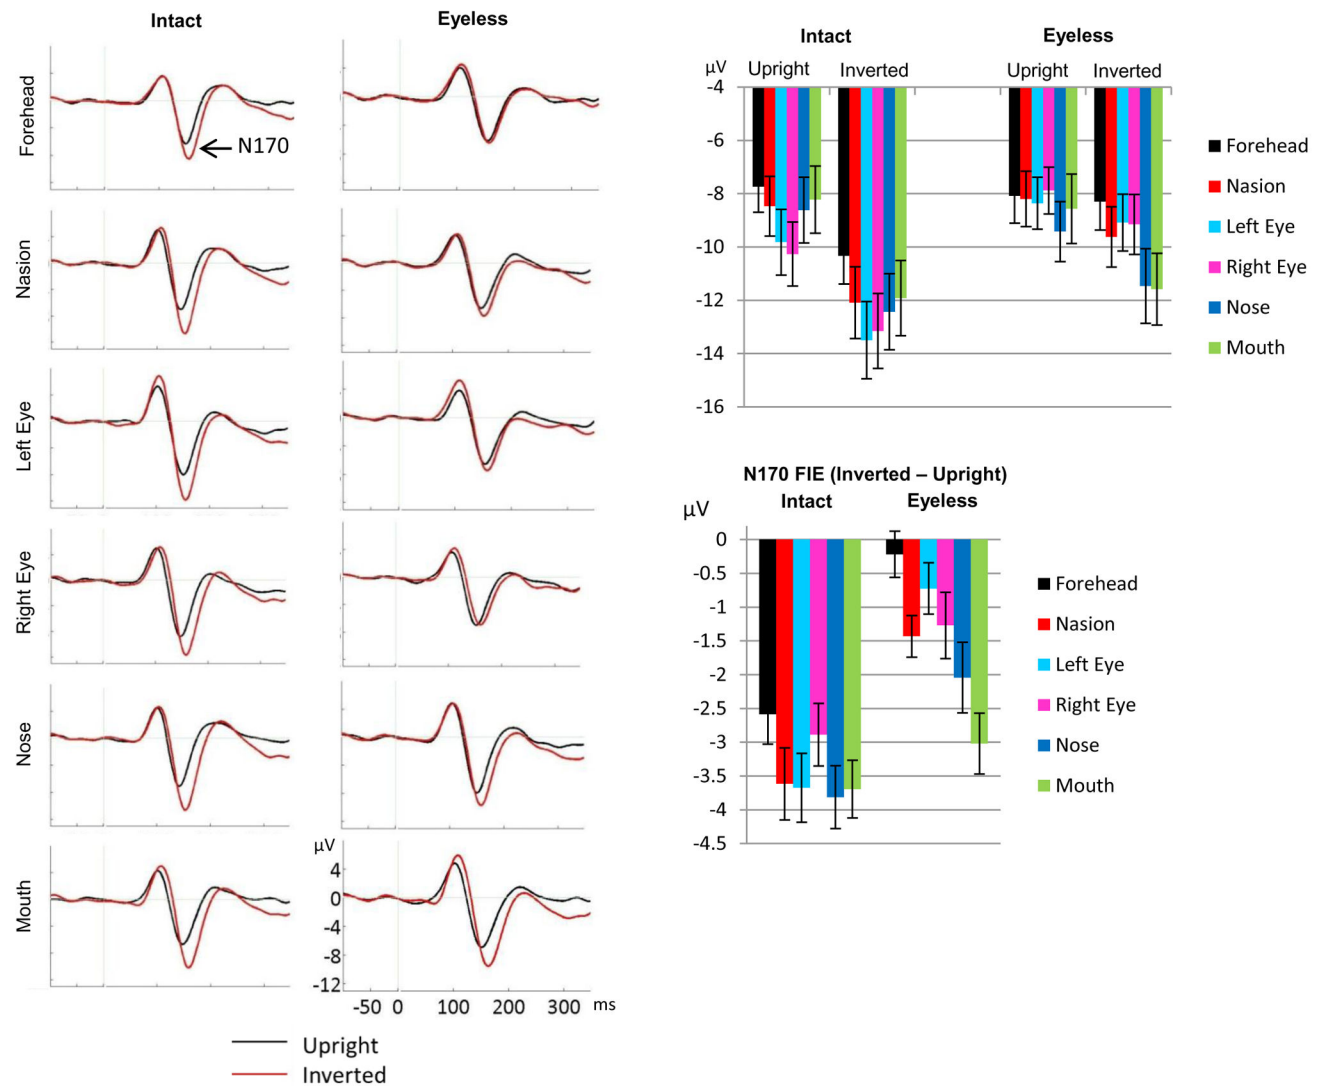 Intact
Eyeless
Forehead
N170
Nasion
Left Eye
Right Eye
Nose
Mouth
µV
4
0
-4
-8
-12
-50 0 100 200 300 ms
Upright
Inverted
Intact Eyeless
µV Upright Inverted Upright Inverted
-4
-6
-8
-10
-12
-14
-16
Forehead
Nasion
Left Eye
Right Eye
Nose
Mouth
N170 FIE (Inverted – Upright)
Intact Eyeless
µV
0
-0.5
-1
-1.5
-2
-2.5
-3
-3.5
-4
-4.5
Forehead
Nasion
Left Eye
Right Eye
Nose
Mouth